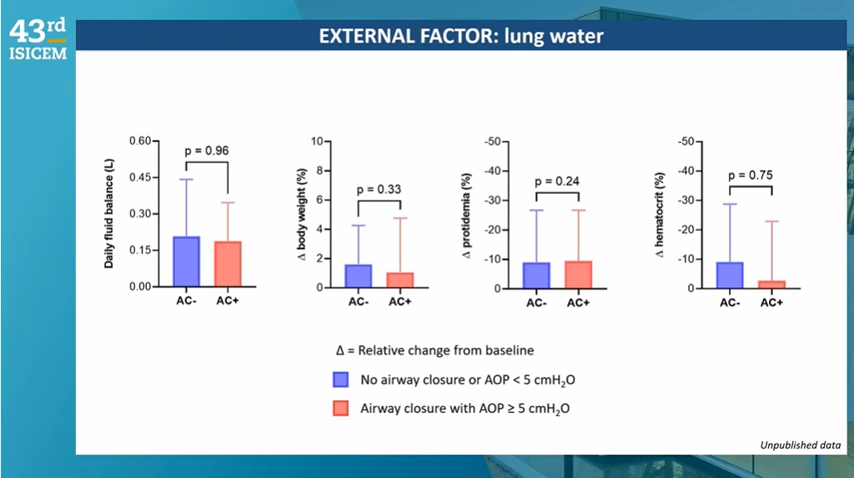 43rd
ISICEM
EXTERNAL FACTOR: lung water
Daily fluid balance (L)
0.60
0.45
0.30
0.15
0.00
p = 0.96
AC-
AC+
Δ body weight (%)
10
8
6
4
2
0
p = 0.33
AC-
AC+
Δ protidemia (%)
-50
-40
-30
-20
-10
0
p = 0.24
AC-
AC+
Δ hematocrit (%)
-50
-40
-30
-20
-10
0
p = 0.75
AC-
AC+
Δ = Relative change from baseline
No airway closure or AOP < 5 cmH₂O
Airway closure with AOP ≥ 5 cmH₂O
Unpublished data